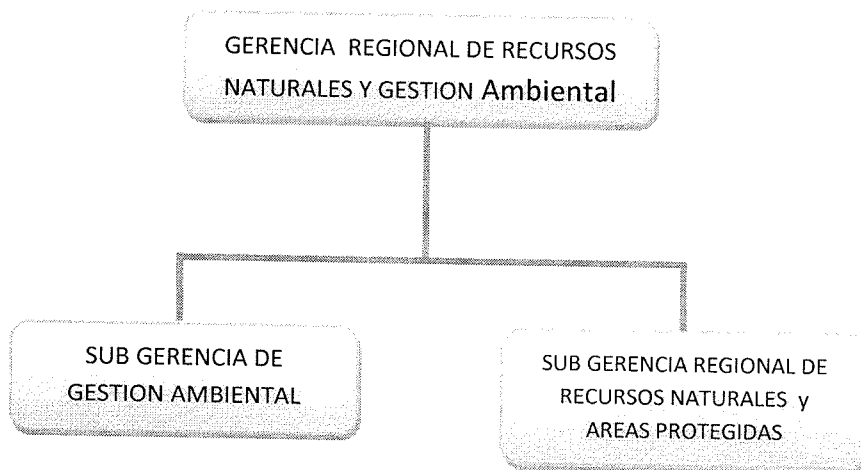 GERENCIA REGIONAL DE RECURSOS
NATURALES Y GESTION Ambiental
SUB GERENCIA DE
GESTION AMBIENTAL
SUB GERENCIA REGIONAL DE
RECURSOS NATURALES y
AREAS PROTEGIDAS